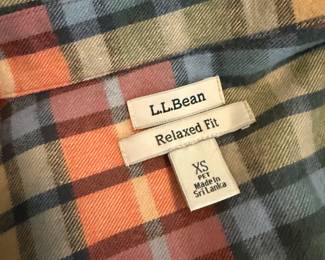 L.L.Bean
Relaxed Fit
XS
PET
Made in
Sri Lanka